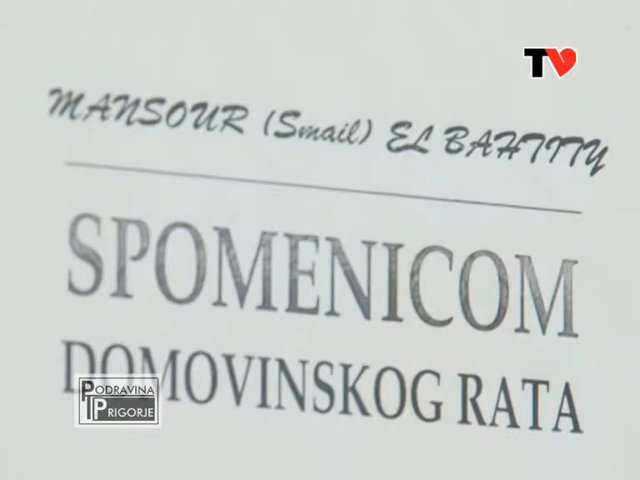 TV
MANSOUR (Smail) EL BAHTITY
SPOMENICOM
DOMOVINSKOG RATA
PODRAVINA
PRIGORJE